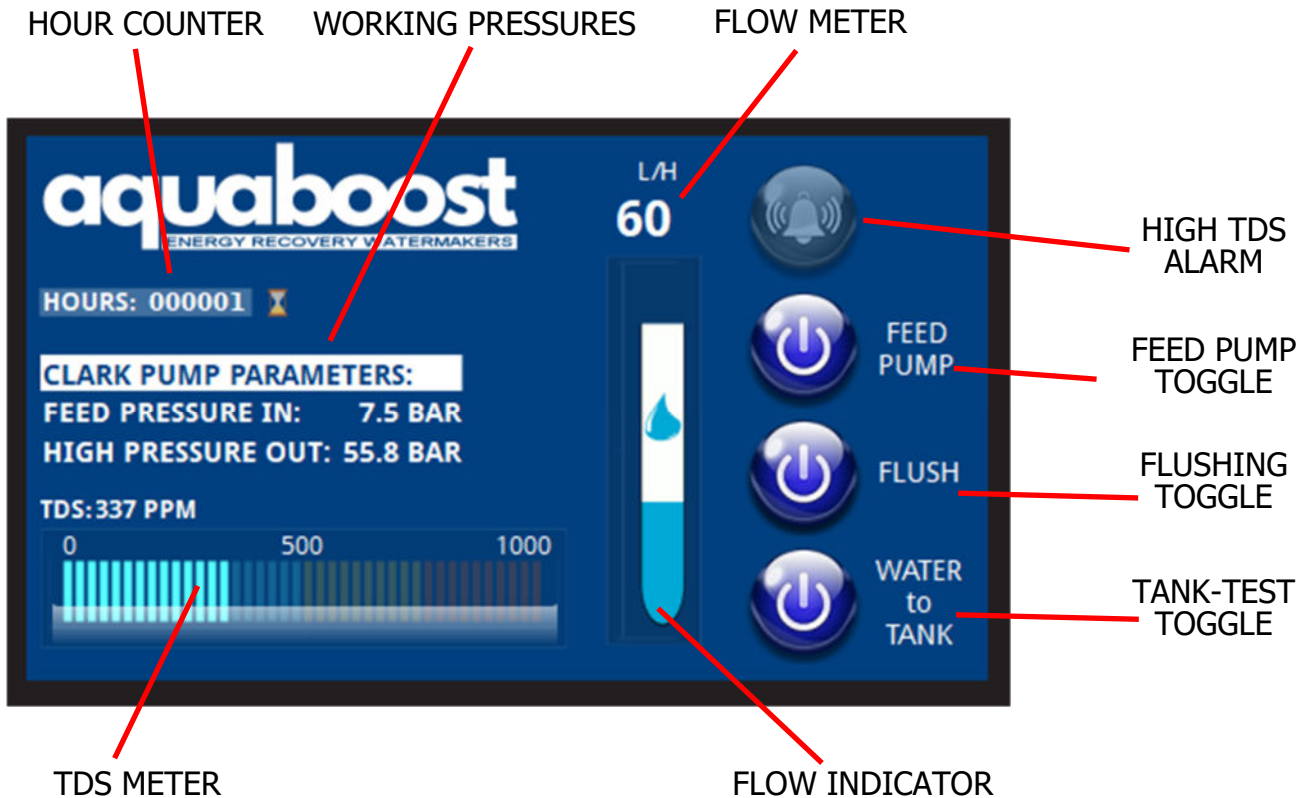 HOUR COUNTER
WORKING PRESSURES
FLOW METER
aquaboost
ENERGY RECOVERY WATERMAKERS
L/H
60
HIGH TDS
ALARM
HOURS: 000001
FEED
PUMP
FEED PUMP
TOGGLE
CLARK PUMP PARAMETERS:
FEED PRESSURE IN: 7.5 BAR
HIGH PRESSURE OUT: 55.8 BAR
FLUSH
FLUSHING
TOGGLE
TDS:337 PPM
0 500 1000
WATER
to
TANK
TANK-TEST
TOGGLE
TDS METER
FLOW INDICATOR